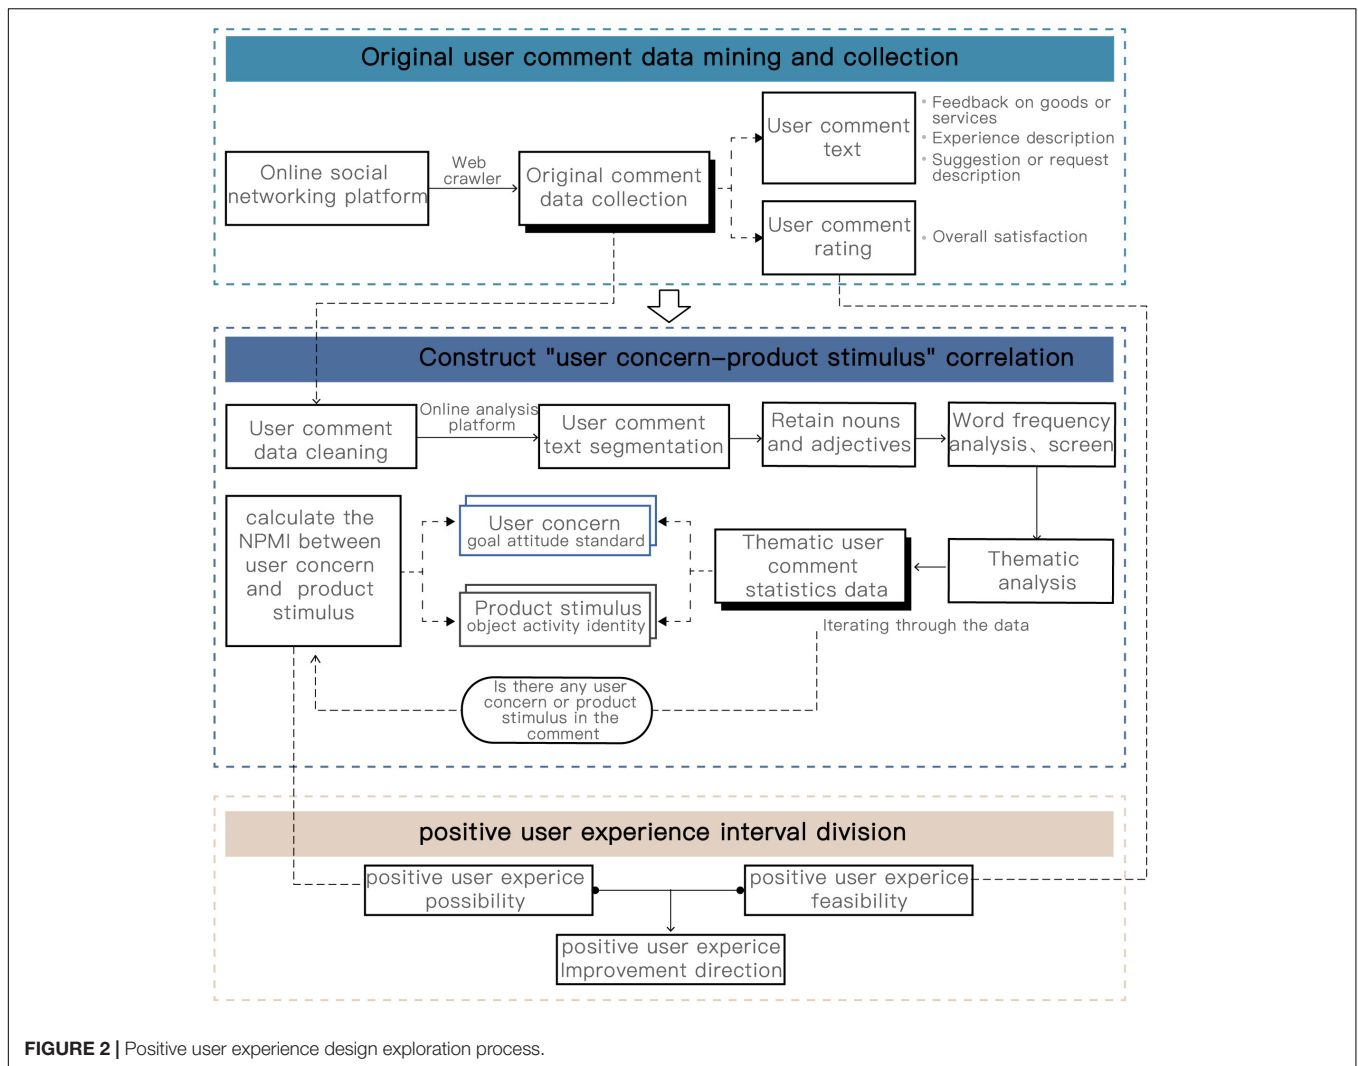 Original user comment data mining and collection
Online social
networking platform
Web
crawler
Original comment
data collection
User comment
text
• Feedback on goods or
services
• Experience description
• Suggestion or request
description
User comment
rating
• Overall satisfaction
Construct "user concern–product stimulus" correlation
User comment
data cleaning
Online analysis
platform
User comment
text segmentation
Retain nouns
and adjectives
Word frequency
analysis、screen
calculate the
NPMI between
user concern
and product
stimulus
User concern
goal attitude standard
Product stimulus
object activity identity
Thematic user
comment
statistics data
Thematic
analysis
Iterating through the data
Is there any user
concern or product
stimulus in the
comment
positive user experience interval division
positive user experice
possibility
positive user experice
feasibility
positive user experice
Improvement direction
FIGURE 2 | Positive user experience design exploration process.